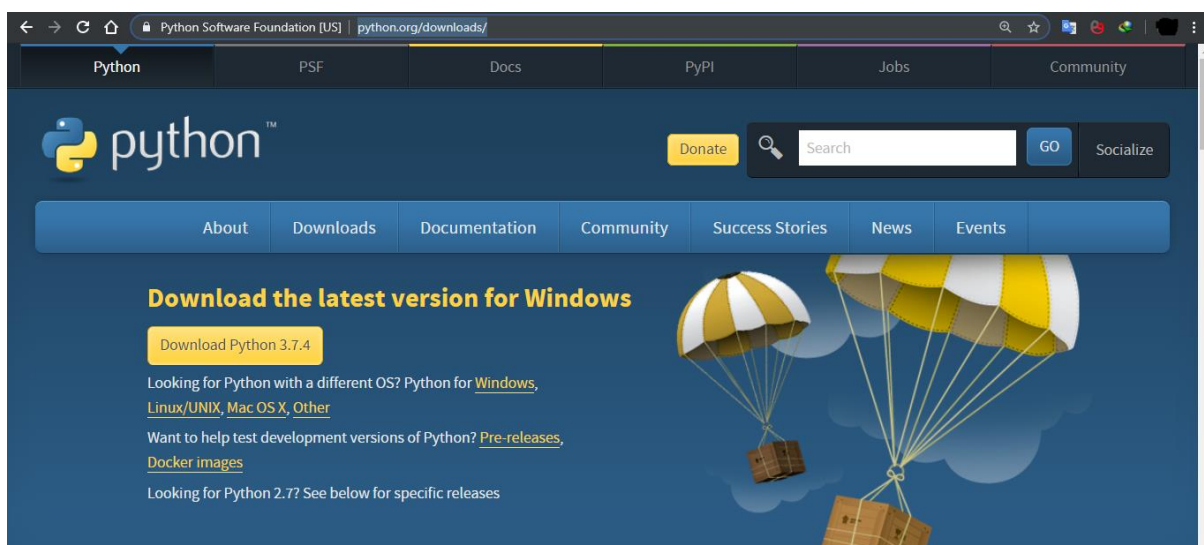 Python Software Foundation [US] | python.org/downloads/
Python PSF Docs PyPI Jobs Community
python™
Donate Search GO Socialize
About Downloads Documentation Community Success Stories News Events
Download the latest version for Windows
Download Python 3.7.4
Looking for Python with a different OS? Python for Windows,
Linux/UNIX, Mac OS X, Other
Want to help test development versions of Python? Pre-releases,
Docker images
Looking for Python 2.7? See below for specific releases